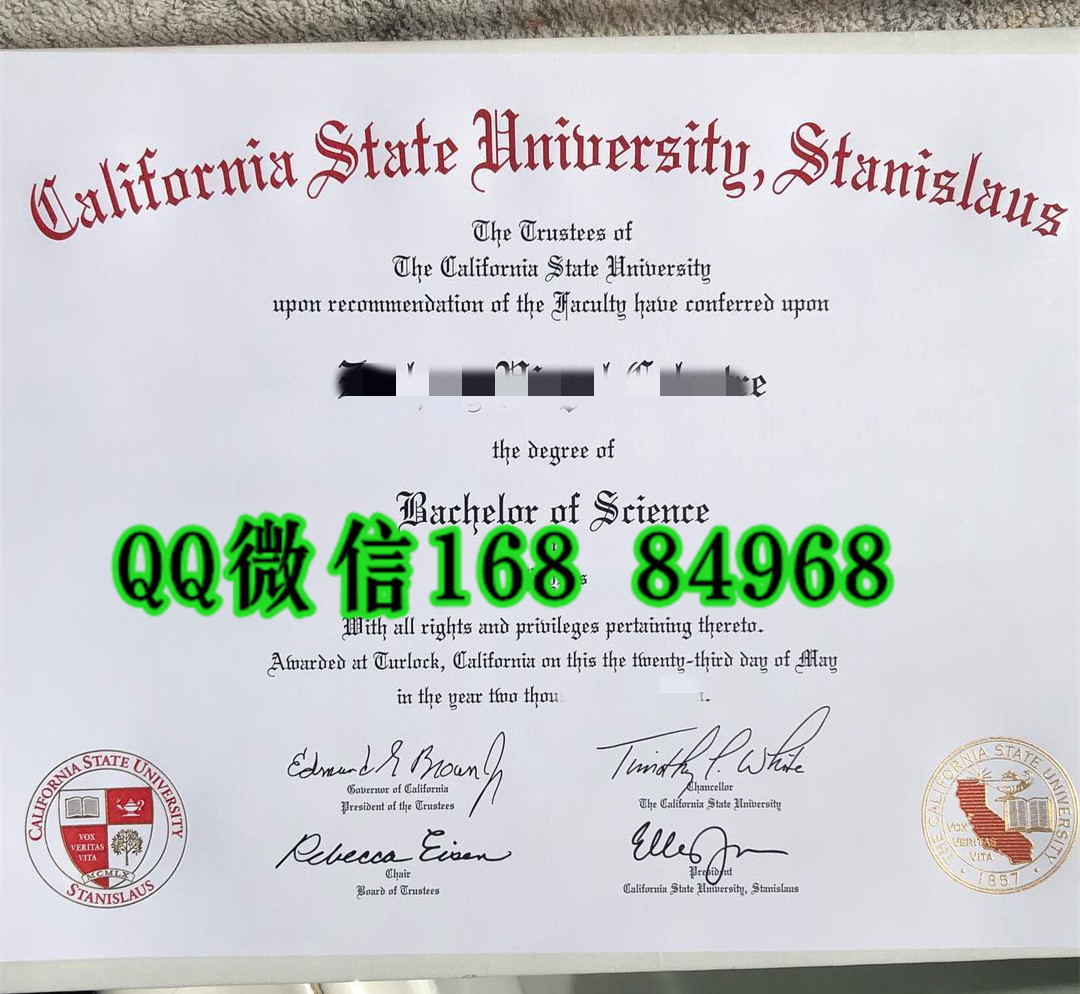 California State University, Stanislaus
The Trustees of
The California State University
upon recommendation of the Faculty have conferred upon
the degree of
Bachelor of Science
QQ微信168 84968
With all rights and privileges pertaining thereto.
Awarded at Turlock, California on this the twenty-third day of May
in the year two
Edmund G Brown Jr
Governor of California
President of the Trustees
Timothy P. White
Chancellor
The California State University
Rebecca Eisen
Chair
Board of Trustees
President
California State University, Stanislaus
CALIFORNIA STATE UNIVERSITY
VOX
VERITAS
VITA
MCMLX
STANISLAUS
THE CALIFORNIA STATE UNIVERSITY
VOX
VERITAS
VITA
1857